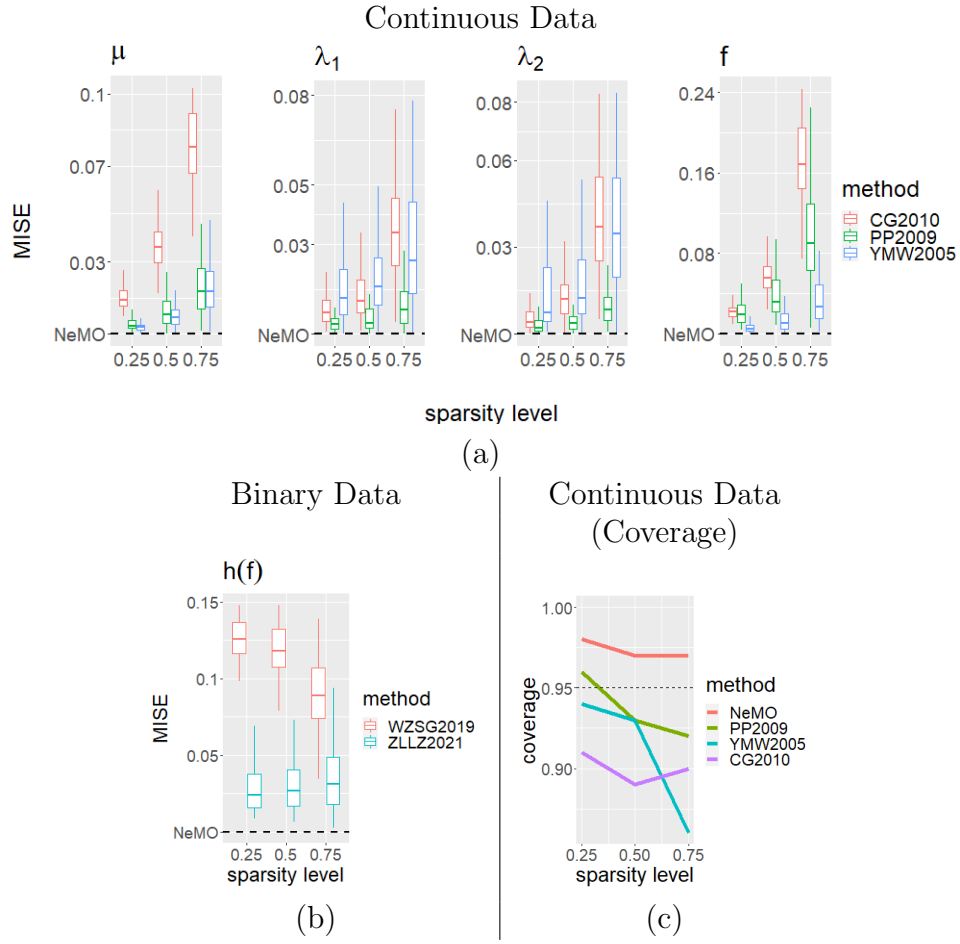 Continuous Data
μ λ1 λ2 f
MISE
0.1
0.07
0.03
NeMO
0.25 0.5 0.75
0.08
0.05
0.03
NeMO
0.25 0.5 0.75
0.08
0.06
0.03
NeMO
0.25 0.5 0.75
0.24
0.16
0.08
NeMO
0.25 0.5 0.75
method
CG2010
PP2009
YMW2005
sparsity level
(a)
Binary Data
h(f)
MISE
0.15
0.1
0.05
NeMO
0.25 0.5 0.75
sparsity level
method
WZSG2019
ZLLZ2021
(b)
Continuous Data
(Coverage)
coverage
1.00
0.95
0.90
0.25 0.50 0.75
sparsity level
method
NeMO
PP2009
YMW2005
CG2010
(c)